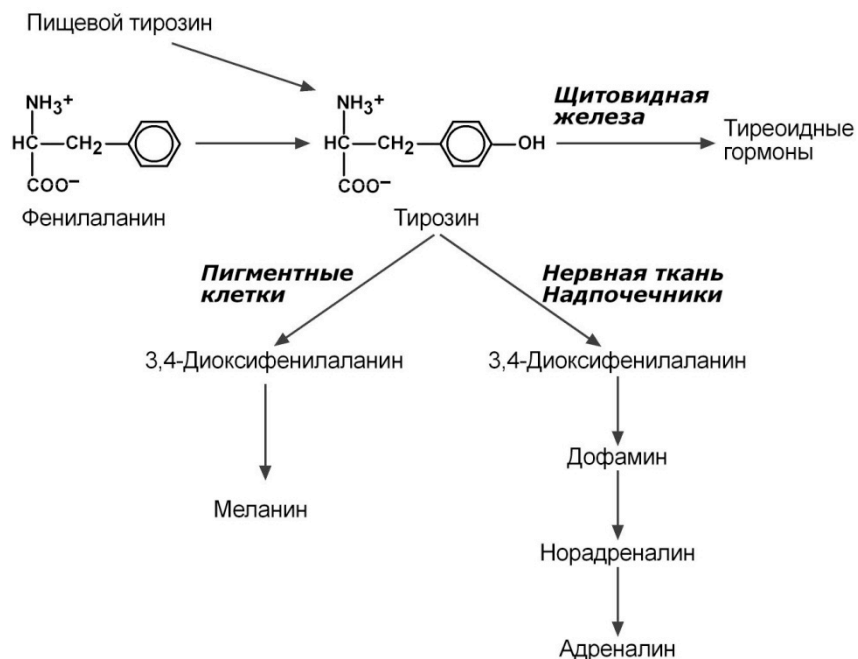 Пищевой тирозин
NH3+
HC—CH2
COO–
Фенилаланин
NH3+
HC—CH2—OH
COO–
Тирозин
Щитовидная
железа
Тиреоидные
гормоны
Пигментные
клетки
Нервная ткань
Надпочечники
3,4-Диоксифенилаланин
3,4-Диоксифенилаланин
Меланин
Дофамин
Норадреналин
Адреналин